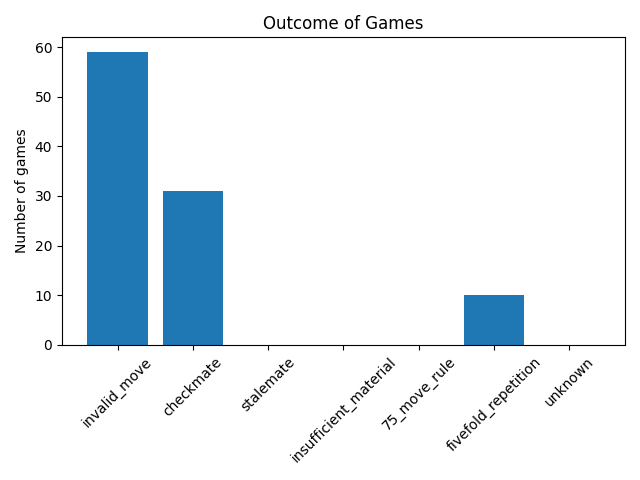 Outcome of Games
Number of games
60
50
40
30
20
10
0
invalid_move
checkmate
stalemate
insufficient_material
75_move_rule
fivefold_repetition
unknown